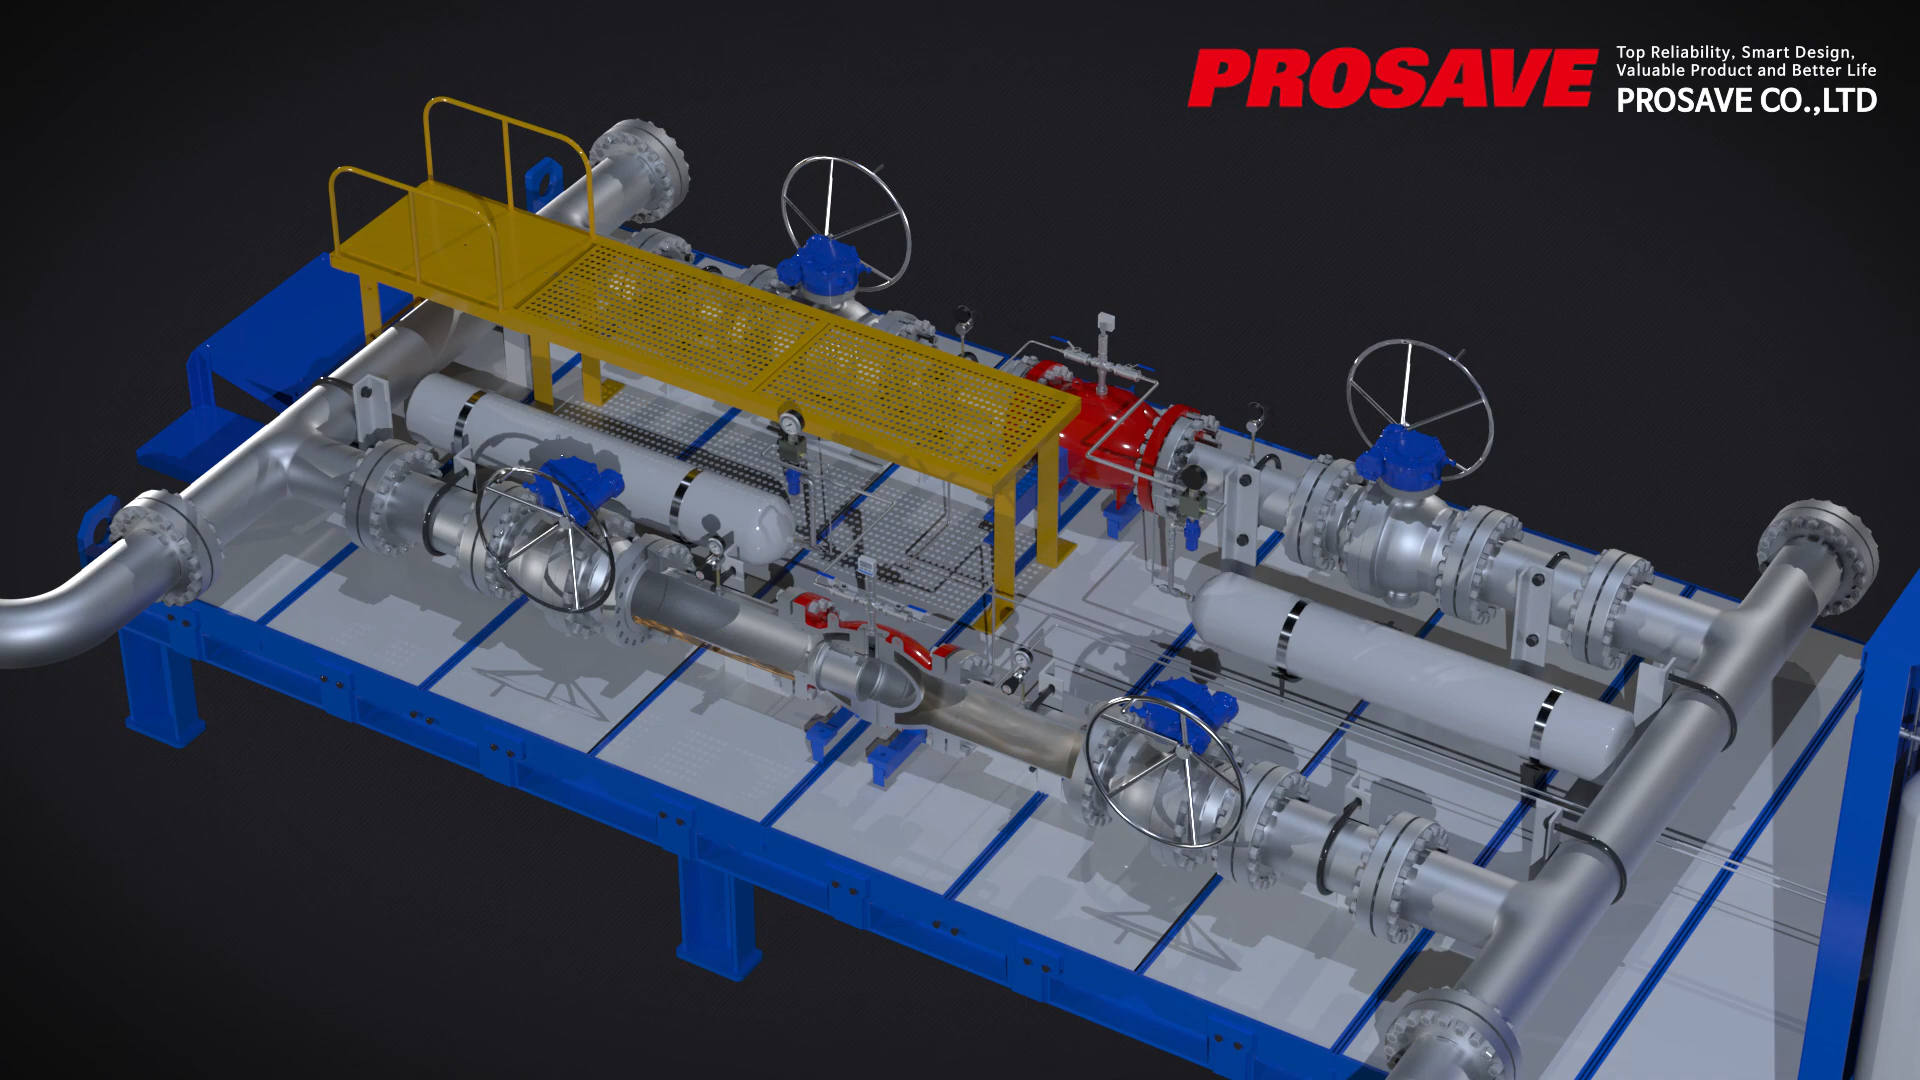 PROSAVE
Top Reliability, Smart Design,
Valuable Product and Better Life
PROSAVE CO.,LTD